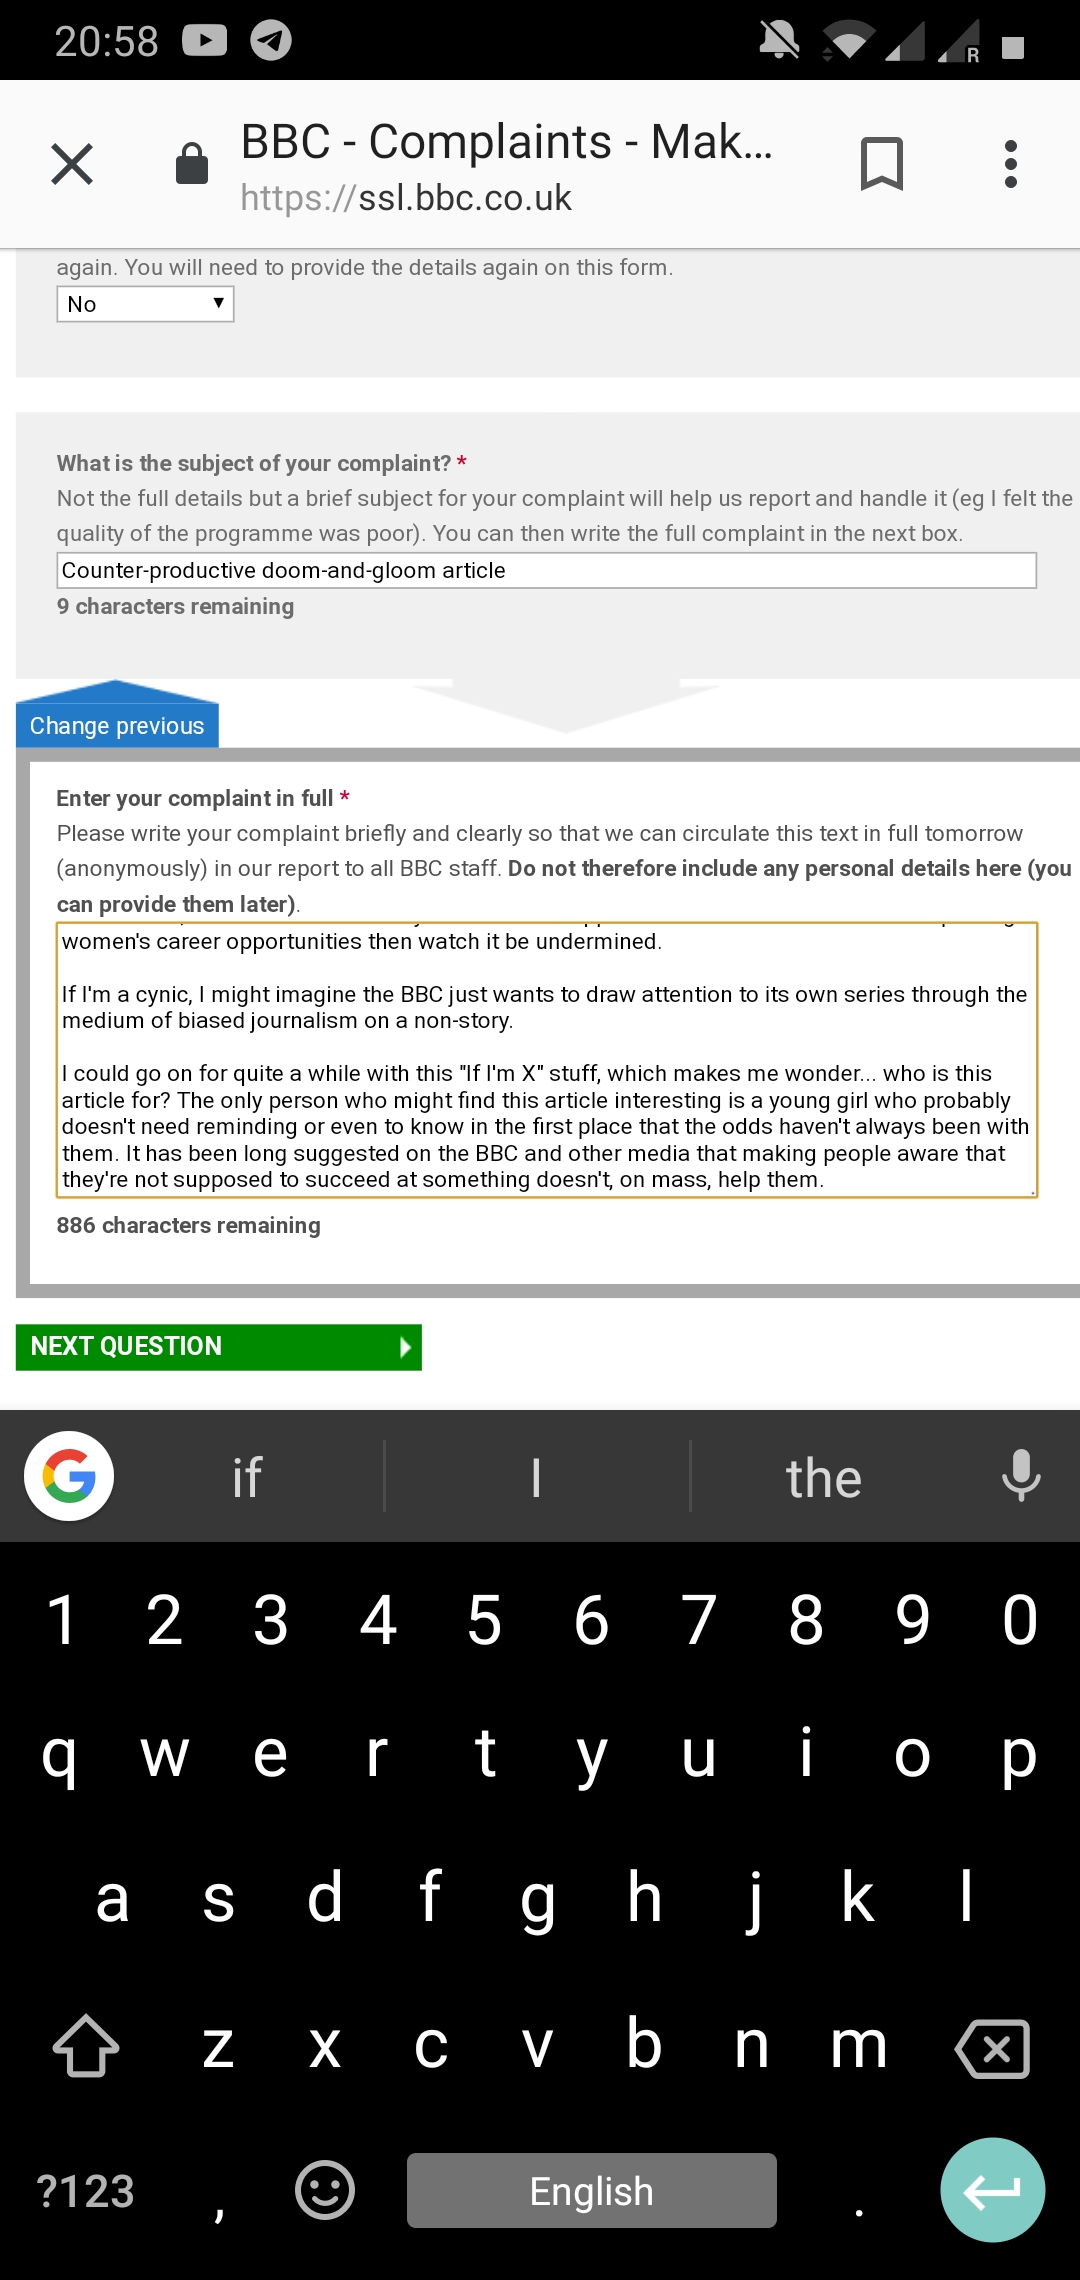 20:58
R
BBC - Complaints - Mak...
https://ssl.bbc.co.uk
again. You will need to provide the details again on this form.
No
What is the subject of your complaint? *
Not the full details but a brief subject for your complaint will help us report and handle it (eg I felt the
quality of the programme was poor). You can then write the full complaint in the next box.
Counter-productive doom-and-gloom article
9 characters remaining
Change previous
Enter your complaint in full *
Please write your complaint briefly and clearly so that we can circulate this text in full tomorrow
(anonymously) in our report to all BBC staff. Do not therefore include any personal details here (you
can provide them later).
women's career opportunities then watch it be undermined.
If I'm a cynic, I might imagine the BBC just wants to draw attention to its own series through the
medium of biased journalism on a non-story.
I could go on for quite a while with this "If I'm X" stuff, which makes me wonder... who is this
article for? The only person who might find this article interesting is a young girl who probably
doesn't need reminding or even to know in the first place that the odds haven't always been with
them. It has been long suggested on the BBC and other media that making people aware that
they're not supposed to succeed at something doesn't, on mass, help them.
886 characters remaining
NEXT QUESTION
G if I the
1 2 3 4 5 6 7 8 9 0
q w e r t y u i o p
a s d f g h j k l
z x c v b n m
?123 , English .